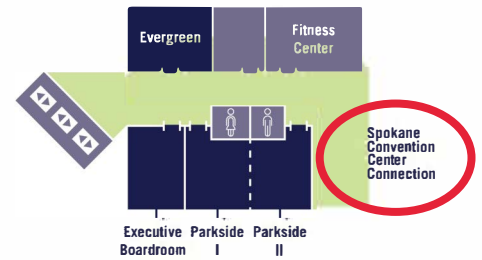 Evergreen
Fitness
Center
Spokane
Convention
Center
Connection
Executive
Boardroom
Parkside
I
Parkside
II